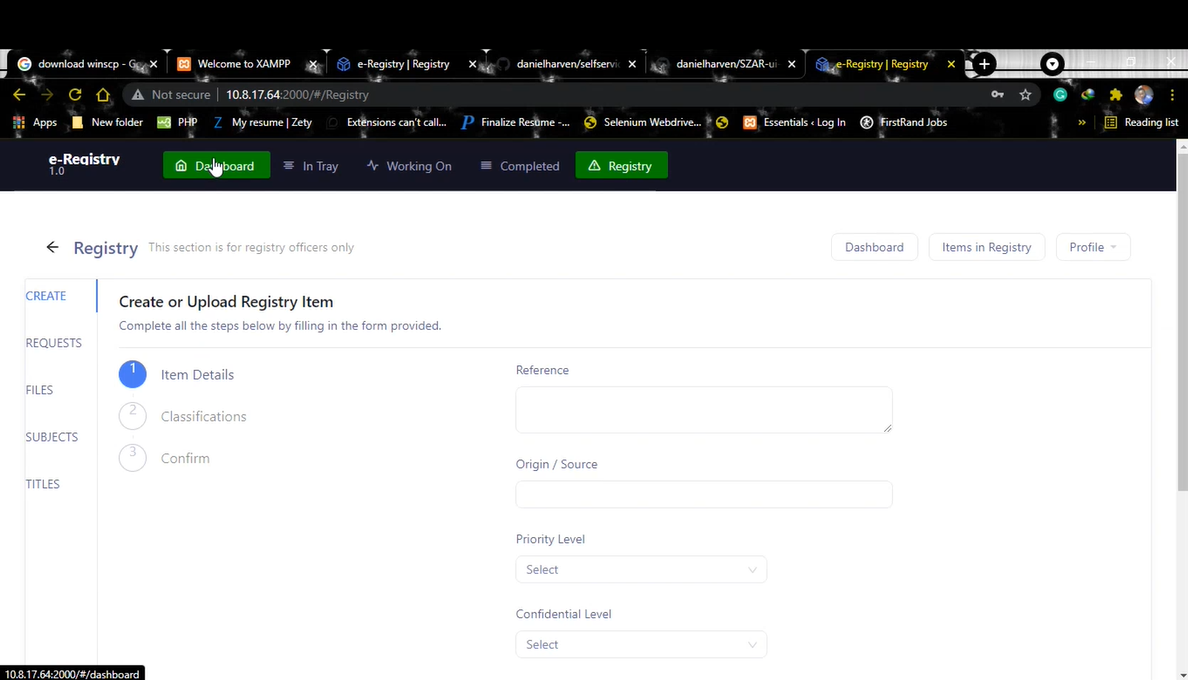 download winscp - G
Welcome to XAMPP
e-Registry | Registry
danielharven/selfservic
danielharven/SZAR-ui-
e-Registry | Registry
Not secure | 10.8.17.64:2000/#/Registry
Apps New folder PHP My resume | Zety Extensions can't call... Finalize Resume -... Selenium Webdrive... Essentials ‹ Log In FirstRand Jobs » Reading list
e-Registry
1.0
Dashboard In Tray Working On Completed Registry
Registry This section is for registry officers only Dashboard Items in Registry Profile
CREATE
REQUESTS
FILES
SUBJECTS
TITLES
Create or Upload Registry Item
Complete all the steps below by filling in the form provided.
1 Item Details
2 Classifications
3 Confirm
Reference
Origin / Source
Priority Level
Select
Confidential Level
Select
10.8.17.64:2000/#/dashboard